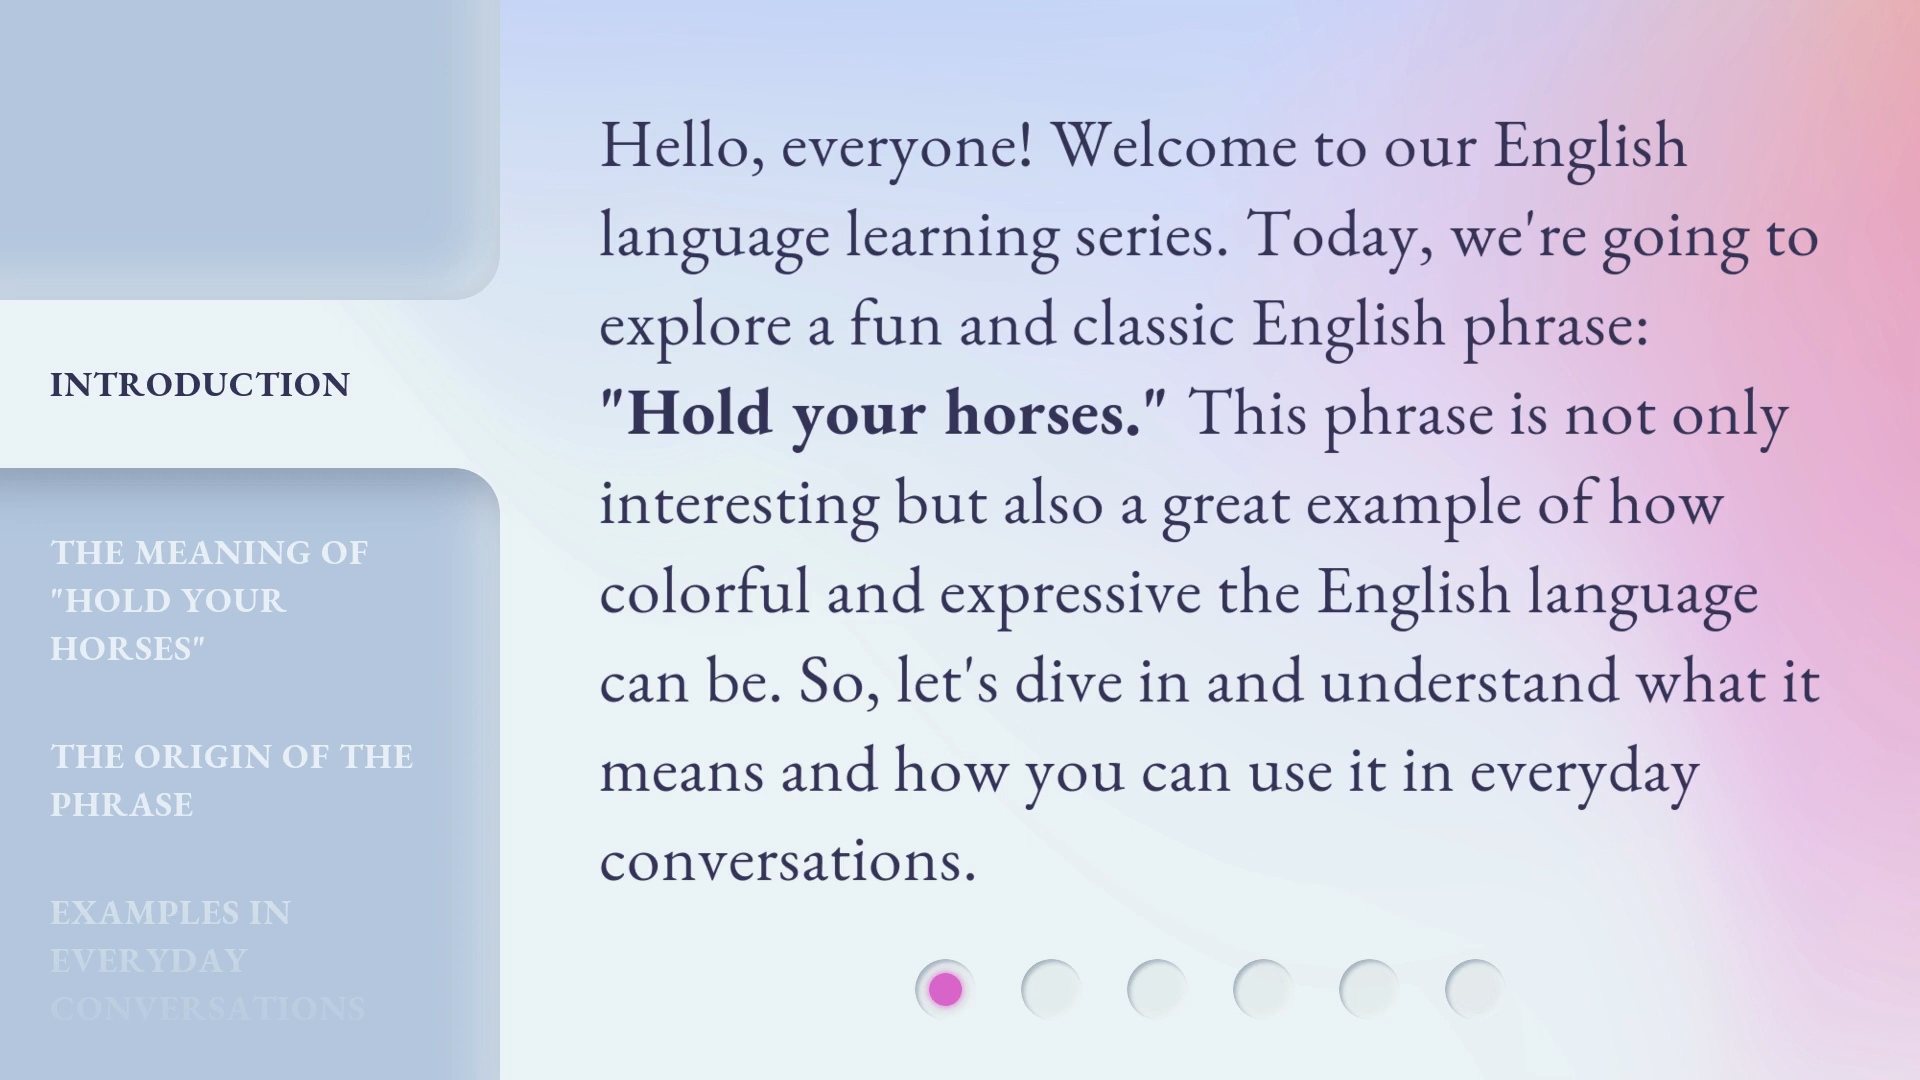 INTRODUCTION
THE MEANING OF
"HOLD YOUR
HORSES"
THE ORIGIN OF THE
PHRASE
EXAMPLES IN
EVERYDAY
CONVERSATIONS
Hello, everyone! Welcome to our English
language learning series. Today, we're going to
explore a fun and classic English phrase:
"Hold your horses." This phrase is not only
interesting but also a great example of how
colorful and expressive the English language
can be. So, let's dive in and understand what it
means and how you can use it in everyday
conversations.